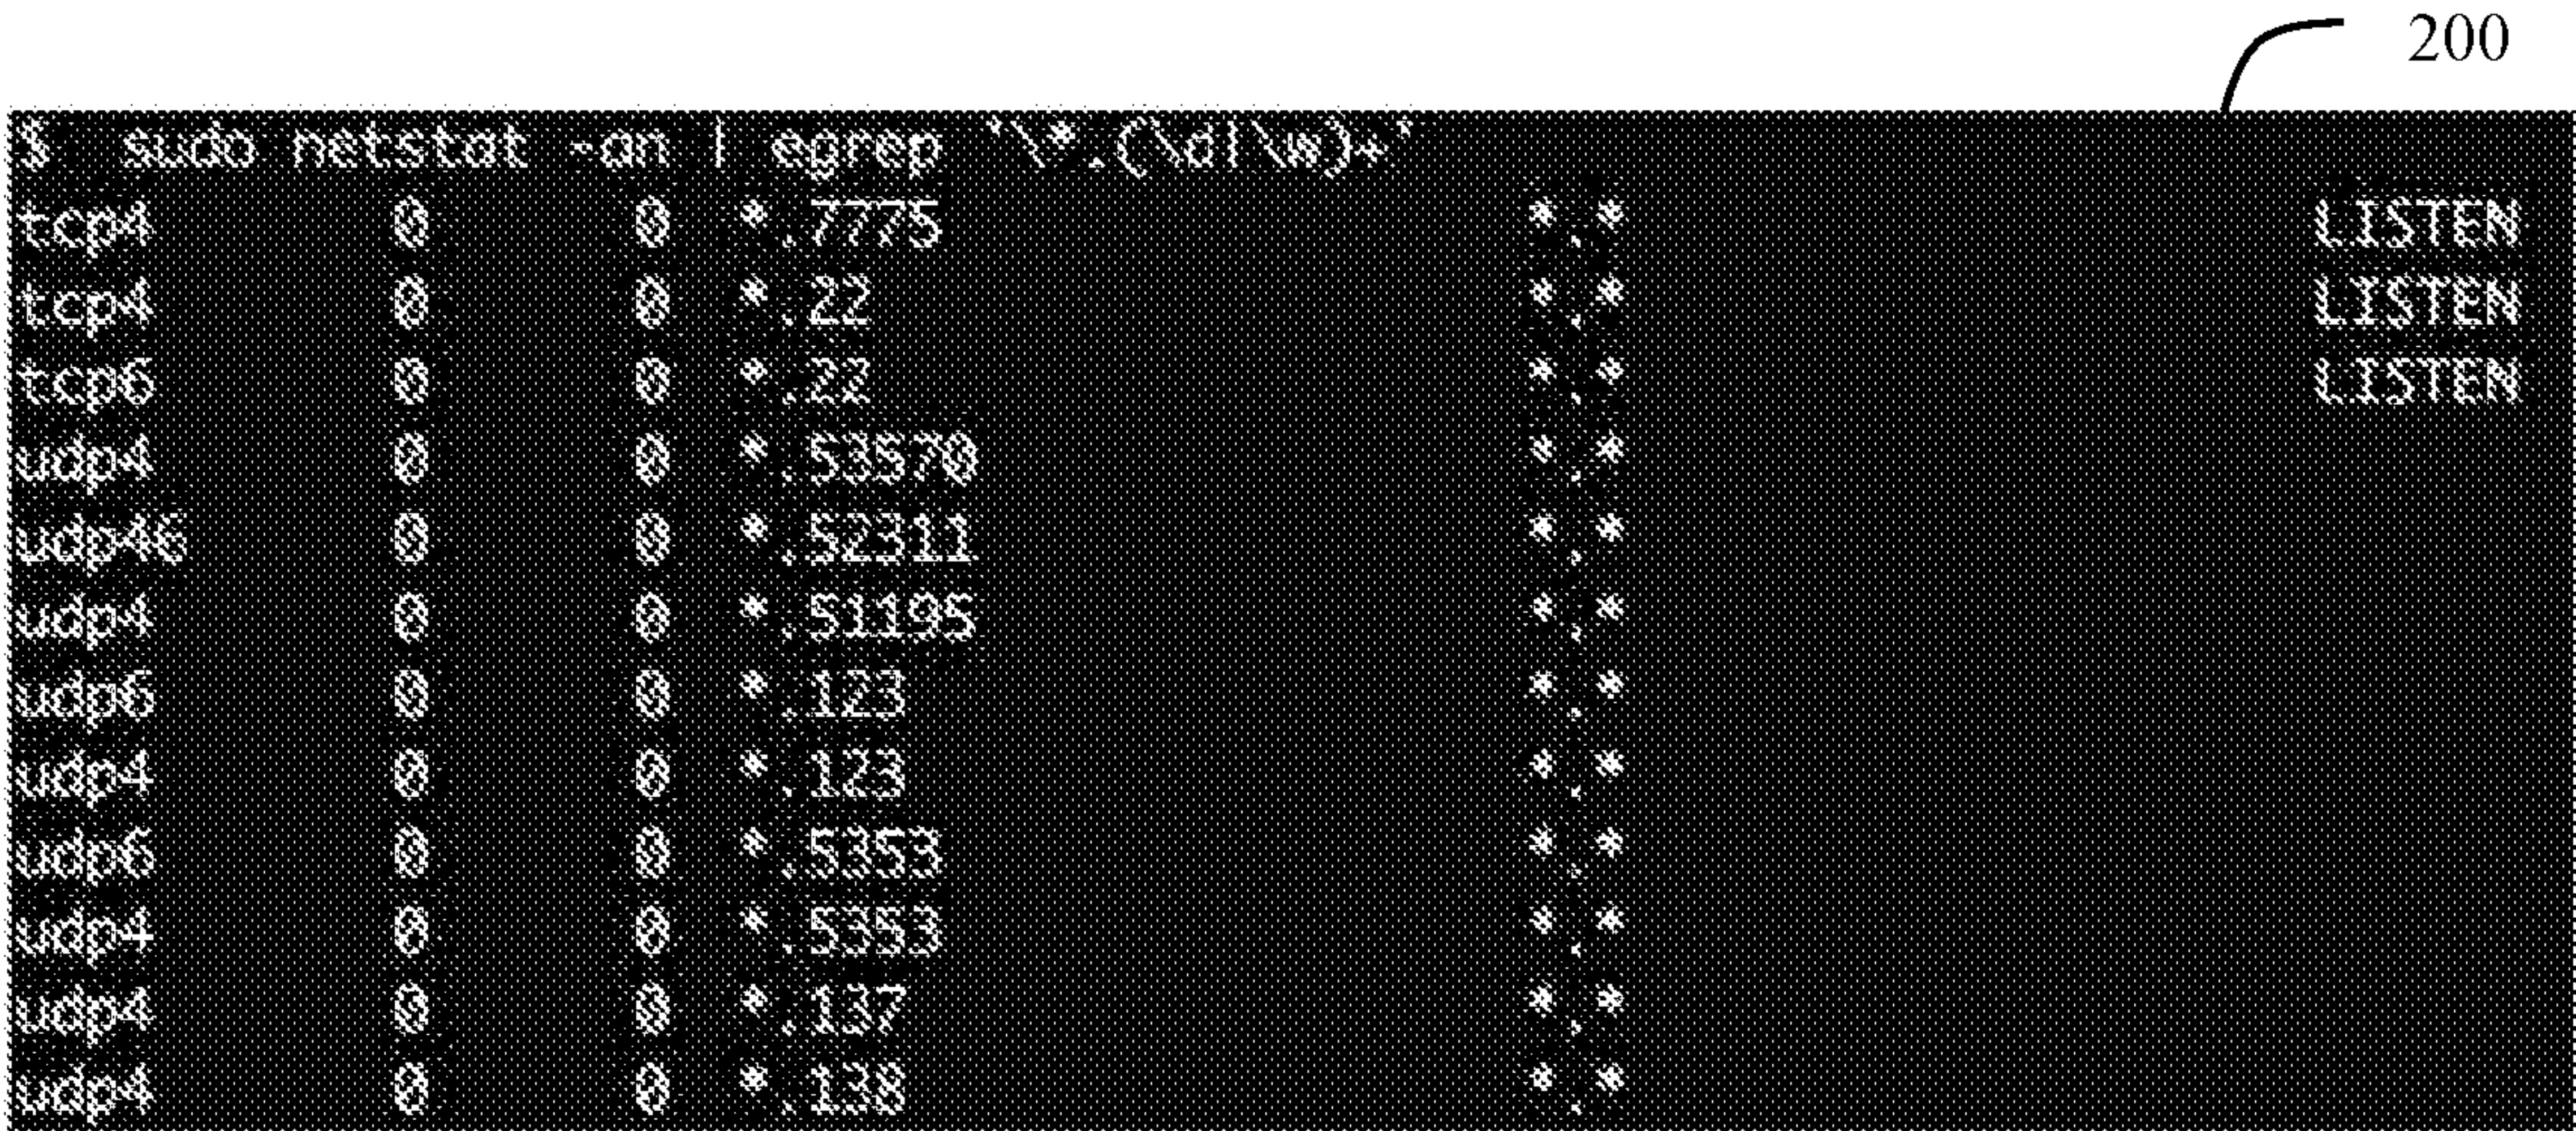 200
$ sudo netstat -an | egrep '\*.(\d|\w)+'
tcp4 0 0 *.7775 *.* LISTEN
tcp4 0 0 *.22 *.* LISTEN
tcp6 0 0 *.22 *.* LISTEN
udp4 0 0 *.53570 *.*
udp46 0 0 *.52311 *.*
udp4 0 0 *.51195 *.*
udp6 0 0 *.123 *.*
udp4 0 0 *.123 *.*
udp6 0 0 *.5353 *.*
udp4 0 0 *.5353 *.*
udp4 0 0 *.137 *.*
udp4 0 0 *.138 *.*